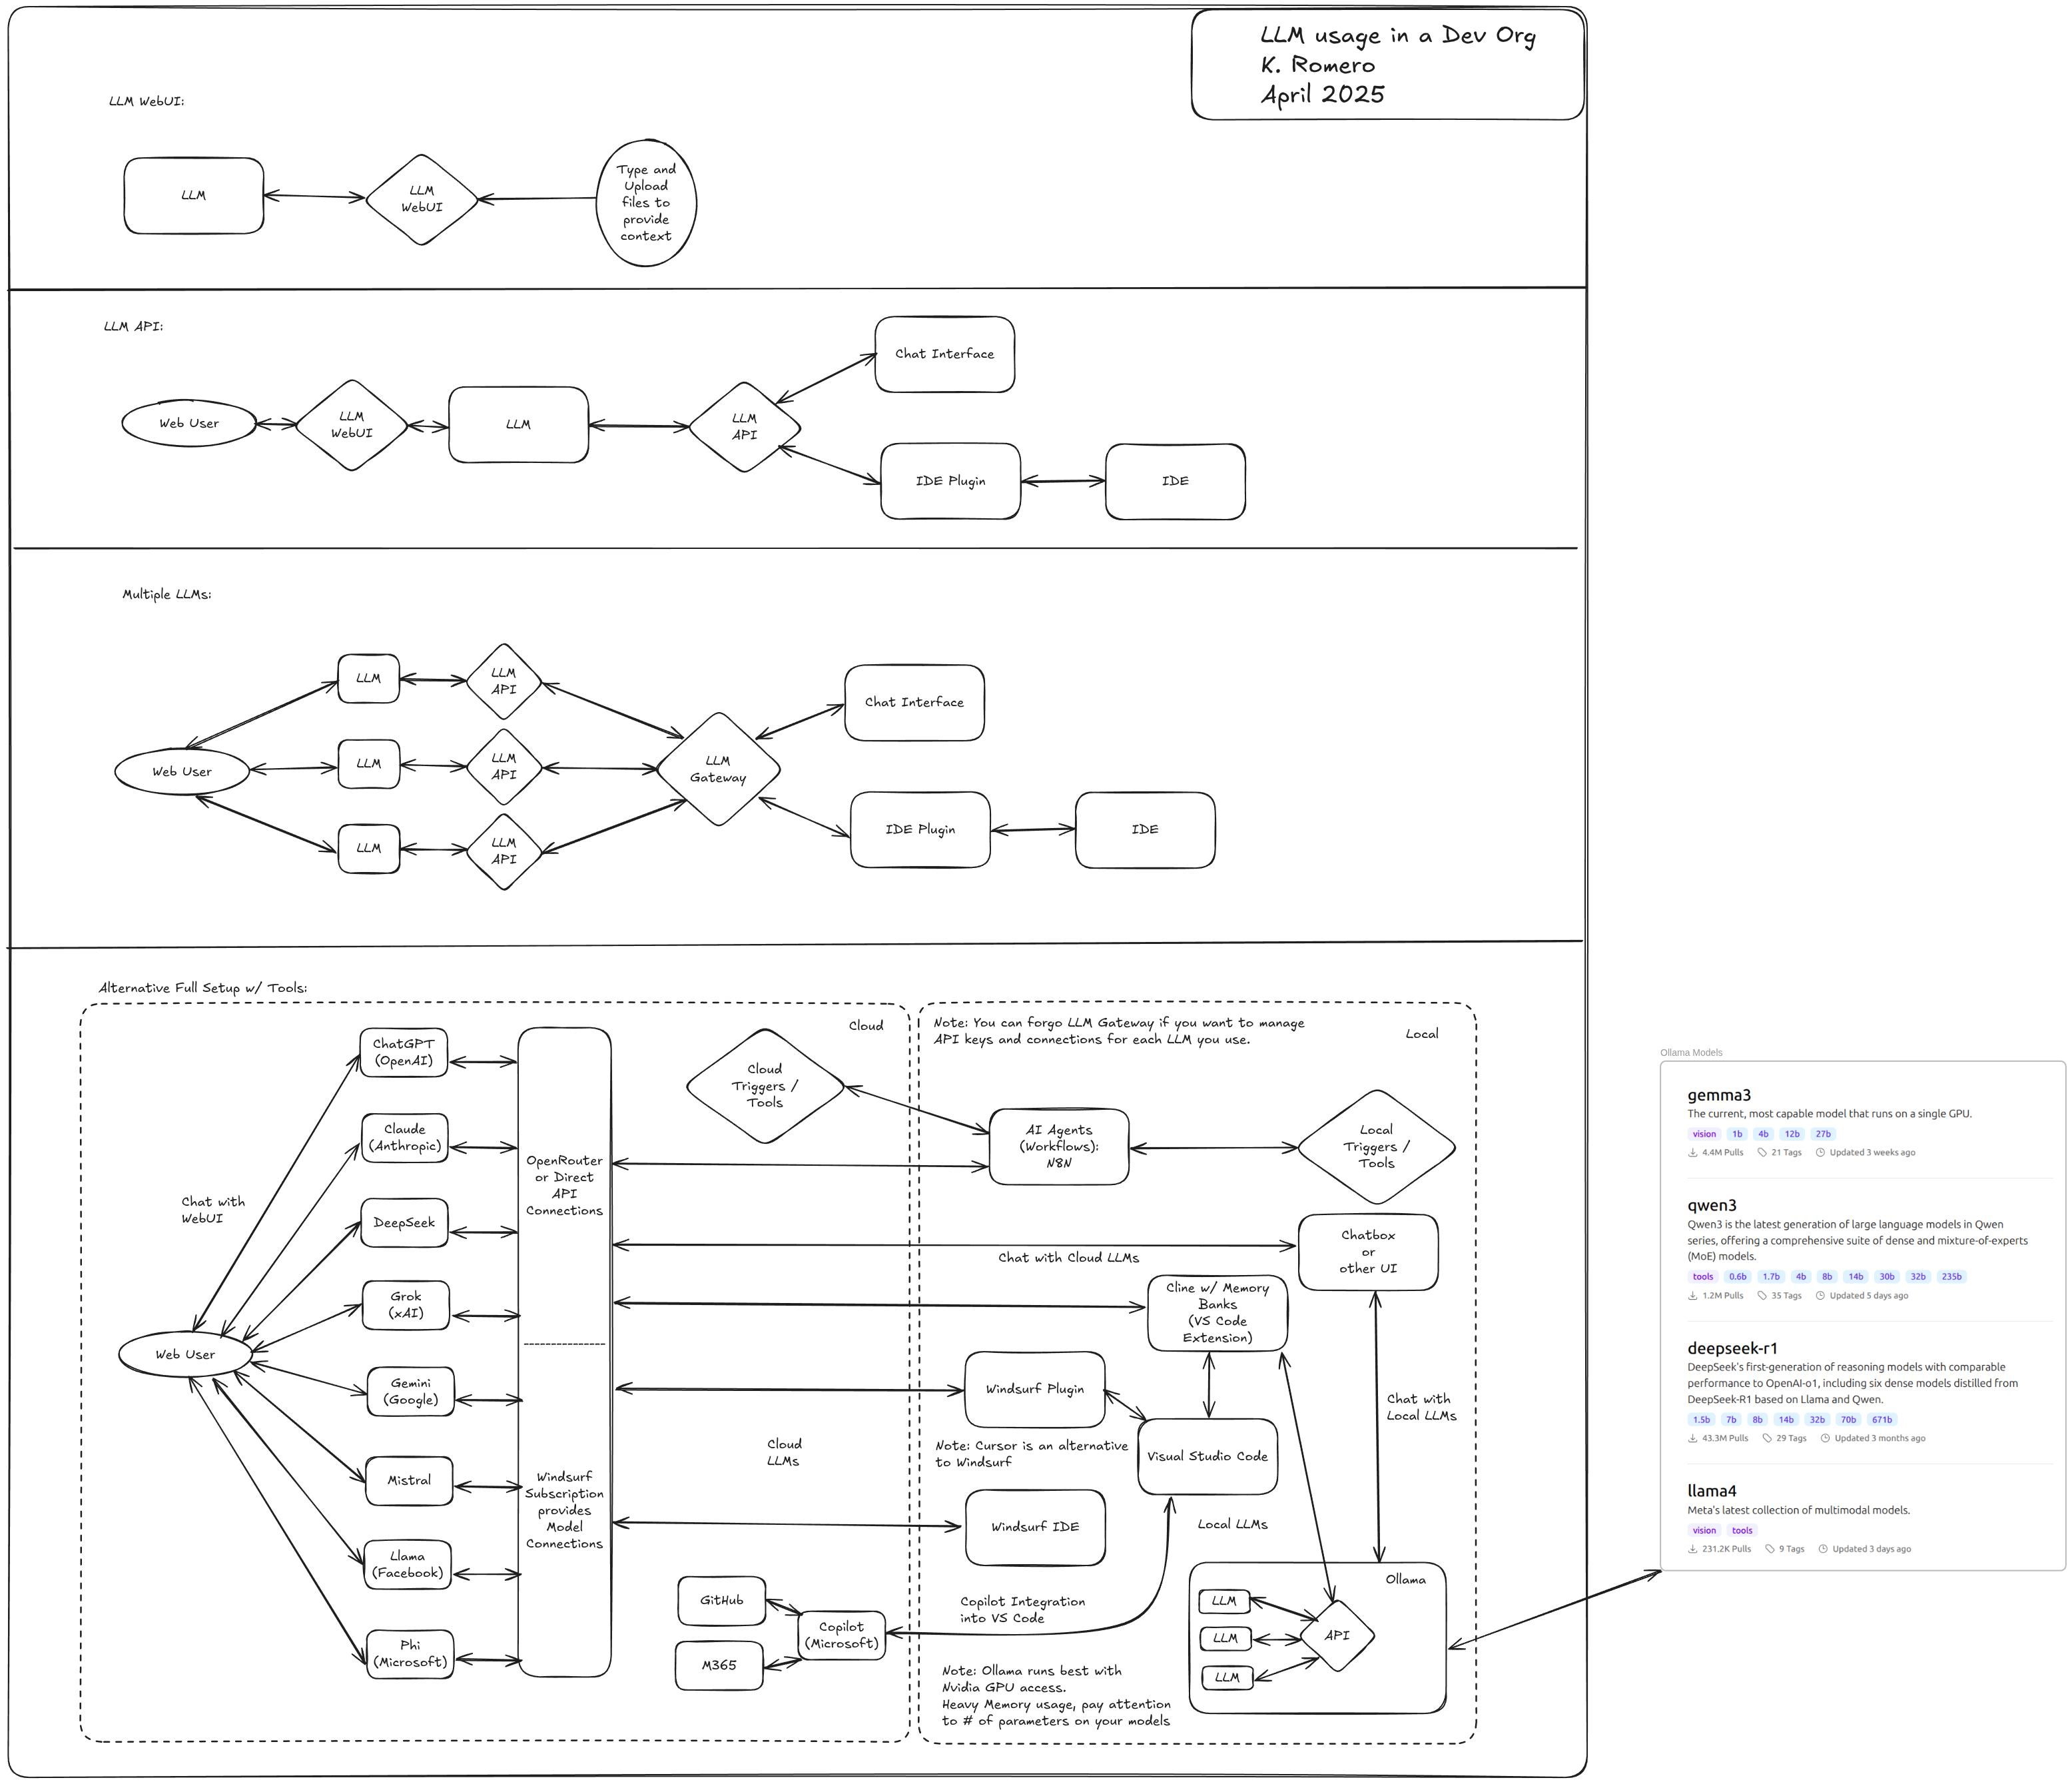 LLM usage in a Dev Org
K. Romero
April 2025
LLM WebUI:
LLM
LLM
WebUI
Type and
Upload
files to
provide
context
LLM API:
Web User
LLM
WebUI
LLM
LLM
API
Chat Interface
IDE Plugin
IDE
Multiple LLMs:
Web User
LLM
LLM
API
LLM
LLM
API
LLM
LLM
API
LLM
Gateway
Chat Interface
IDE Plugin
IDE
Alternative Full Setup w/ Tools:
Cloud
Chat with
WebUI
Web User
ChatGPT
(OpenAI)
Claude
(Anthropic)
DeepSeek
Grok
(xAI)
Gemini
(Google)
Mistral
Llama
(Facebook)
Phi
(Microsoft)
OpenRouter
or Direct
API
Connections
--------------------
Windsurf
Subscription
provides
Model
Connections
Cloud
Triggers /
Tools
Cloud
LLMs
GitHub
M365
Copilot
(Microsoft)
Note: You can forgo LLM Gateway if you want to manage
API keys and connections for each LLM you use.
Local
AI Agents
(Workflows):
N8N
Local
Triggers /
Tools
Chat with Cloud LLMs
Chatbox
or
other UI
Cline w/ Memory
Banks
(VS Code
Extension)
Windsurf Plugin
Note: Cursor is an alternative
to Windsurf
Visual Studio Code
Chat with
Local LLMs
Windsurf IDE
Local LLMs
Copilot Integration
into VS Code
Ollama
LLM
LLM
LLM
API
Note: Ollama runs best with
Nvidia GPU access.
Heavy Memory usage, pay attention
to # of parameters on your models
Ollama Models
gemma3
The current, most capable model that runs on a single GPU.
vision 1b 4b 12b 27b
4.4M Pulls 21 Tags Updated 3 weeks ago
qwen3
Qwen3 is the latest generation of large language models in Qwen
series, offering a comprehensive suite of dense and mixture-of-experts
(MoE) models.
tools 0.6b 1.7b 4b 8b 14b 30b 32b 235b
1.2M Pulls 35 Tags Updated 5 days ago
deepseek-r1
DeepSeek's first-generation of reasoning models with comparable
performance to OpenAI-o1, including six dense models distilled from
DeepSeek-R1 based on Llama and Qwen.
1.5b 7b 8b 14b 32b 70b 671b
43.3M Pulls 29 Tags Updated 3 months ago
llama4
Meta's latest collection of multimodal models.
vision tools
231.2K Pulls 9 Tags Updated 3 days ago